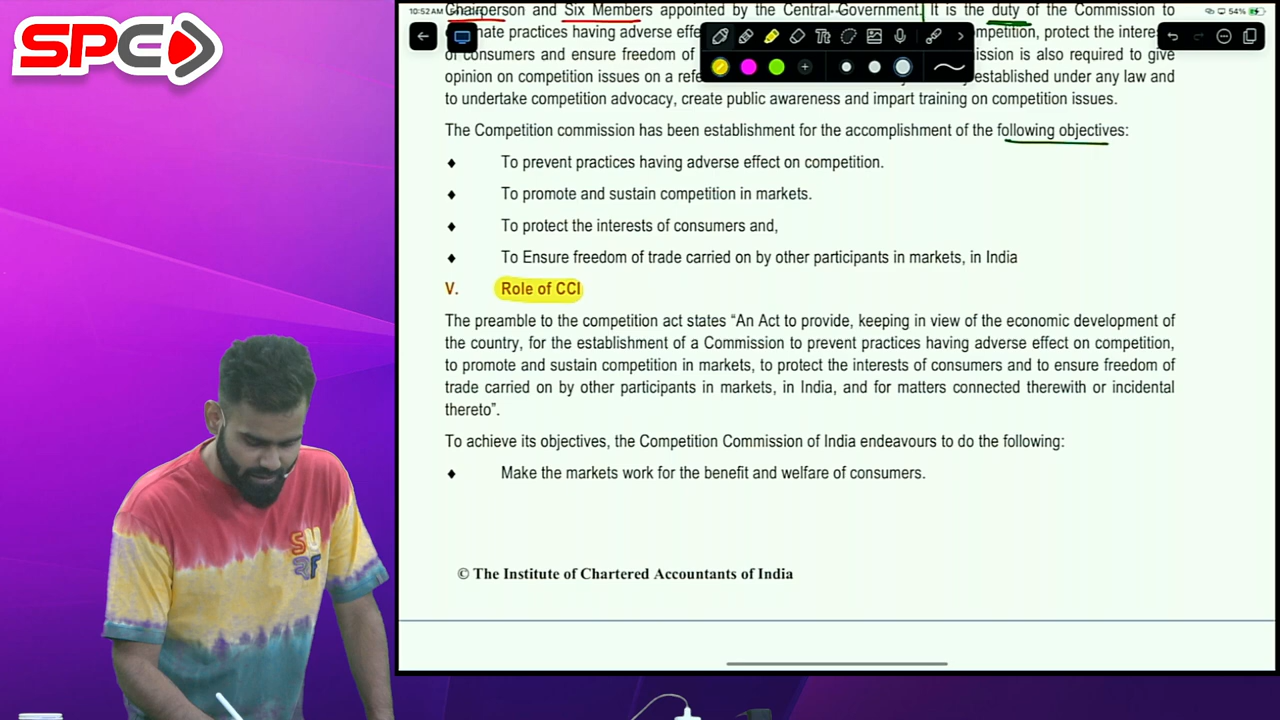 SPC
10:52 AM
54%
Chairperson and Six Members appointed by the Central Government. It is the duty of the Commission to
practices having adverse competition, protect the
of consumers and ensure freedom of is also required to give
opinion on competition issues on a established under any law and
to undertake competition advocacy, create public awareness and impart training on competition issues.
The Competition commission has been establishment for the accomplishment of the following objectives:
♦ To prevent practices having adverse effect on competition.
♦ To promote and sustain competition in markets.
♦ To protect the interests of consumers and,
♦ To Ensure freedom of trade carried on by other participants in markets, in India
V. Role of CCI
The preamble to the competition act states “An Act to provide, keeping in view of the economic development of
the country, for the establishment of a Commission to prevent practices having adverse effect on competition,
to promote and sustain competition in markets, to protect the interests of consumers and to ensure freedom of
trade carried on by other participants in markets, in India, and for matters connected therewith or incidental
thereto”.
To achieve its objectives, the Competition Commission of India endeavours to do the following:
♦ Make the markets work for the benefit and welfare of consumers.
© The Institute of Chartered Accountants of India
SURF